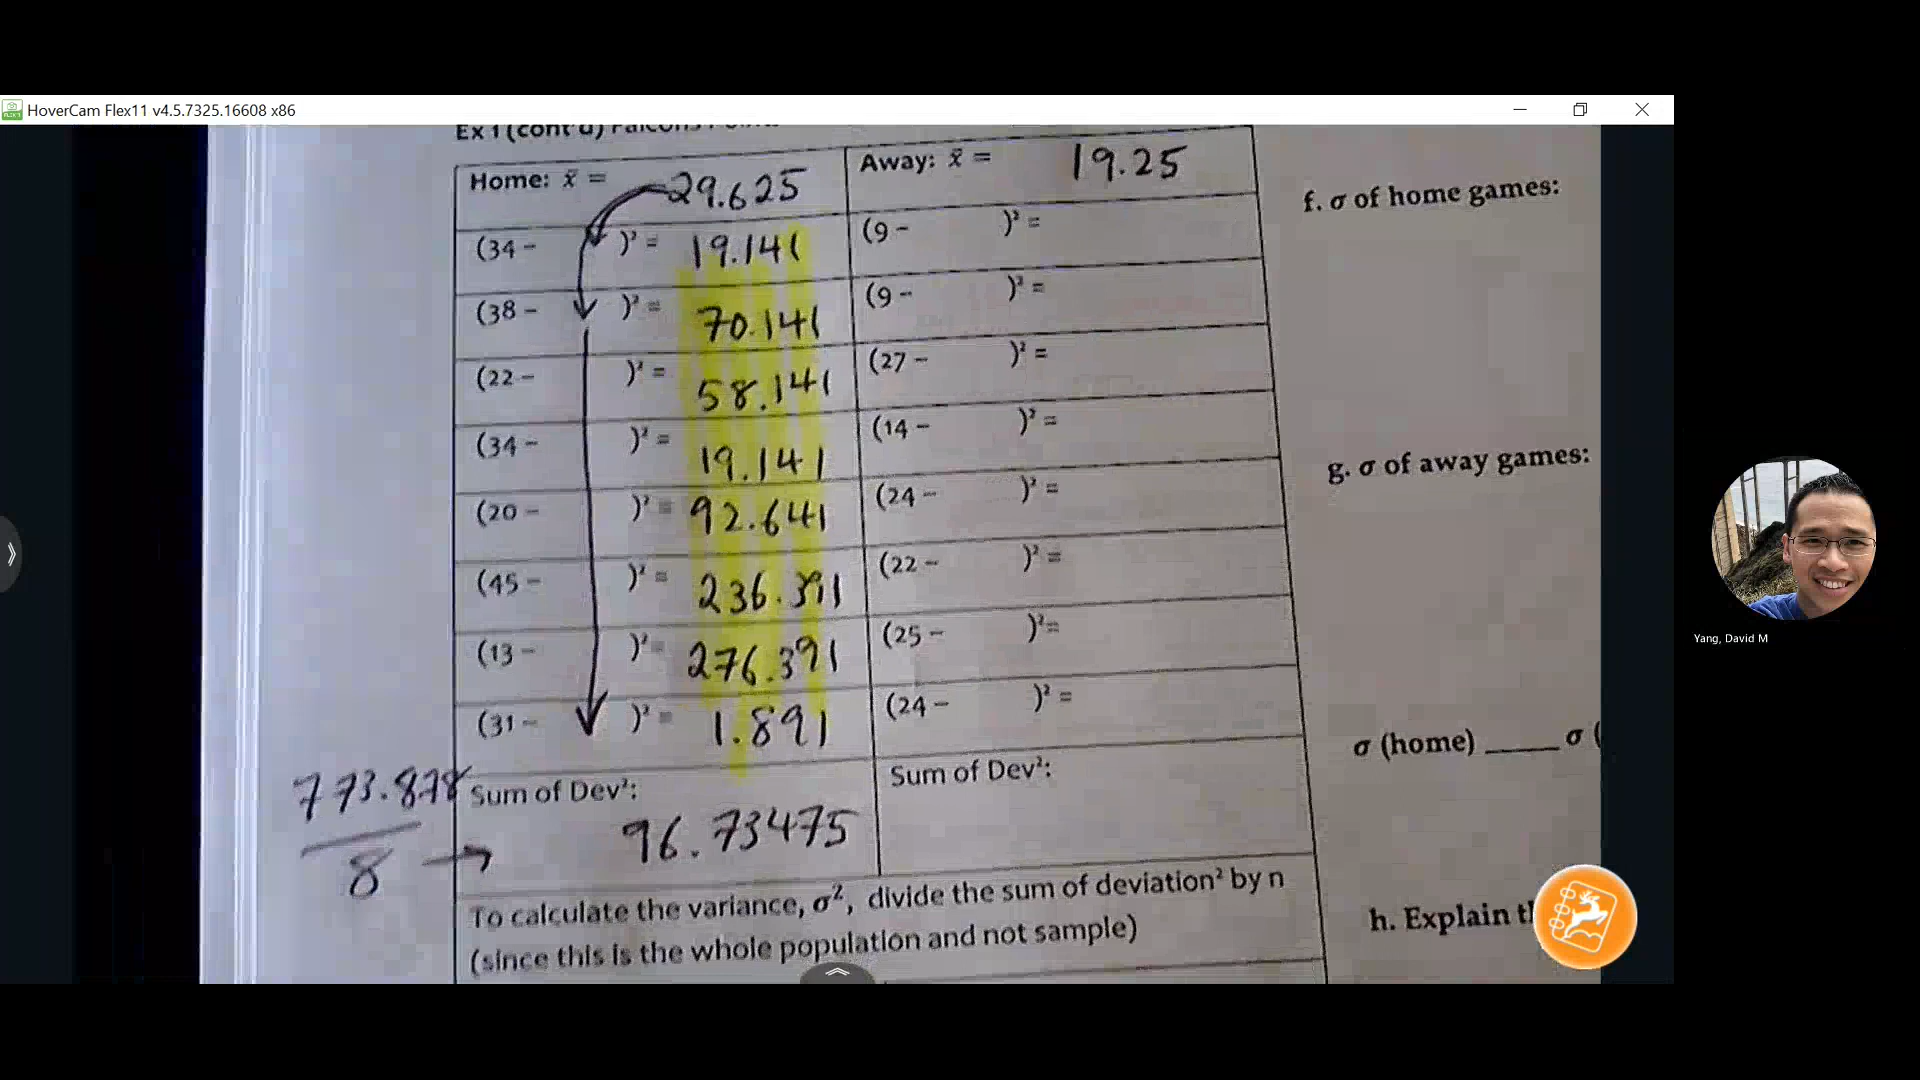 HoverCam Flex11 v4.5.7325.16608 x86
Ex 1 (cont'd) Falcons
Home: x̄ = 29.625
Away: x̄ = 19.25
(34 - )² = 19.141
(9 - )² =
(38 - )² = 70.141
(9 - )² =
(22 - )² = 58.141
(27 - )² =
(34 - )² = 19.141
(14 - )² =
(20 - )² = 92.641
(24 - )² =
(45 - )² = 236.391
(22 - )² =
(13 - )² = 276.391
(25 - )² =
(31 - )² = 1.891
(24 - )² =
773.878
8
Sum of Dev²:
96.73475
Sum of Dev²:
To calculate the variance, σ², divide the sum of deviation² by n
(since this is the whole population and not sample)
f. σ of home games:
g. σ of away games:
σ (home) _____ σ (
h. Explain
Yang, David M